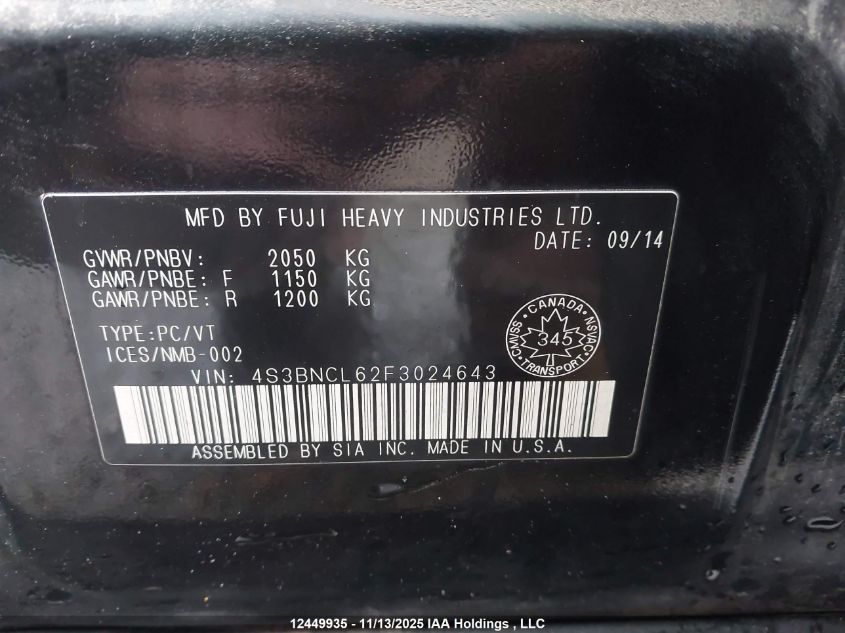 MFD BY FUJI HEAVY INDUSTRIES LTD.
DATE: 09/14
GVWR/PNBV: 2050 KG
GAWR/PNBE: F 1150 KG
GAWR/PNBE: R 1200 KG
TYPE:PC/VT
ICES/NMB-002
CANADA
CMVSS 345 NSVAC
TRANSPORT
VIN: 4S3BNCL62F3024643
ASSEMBLED BY SIA INC. MADE IN U.S.A.
12449935 - 11/13/2025 IAA Holdings , LLC